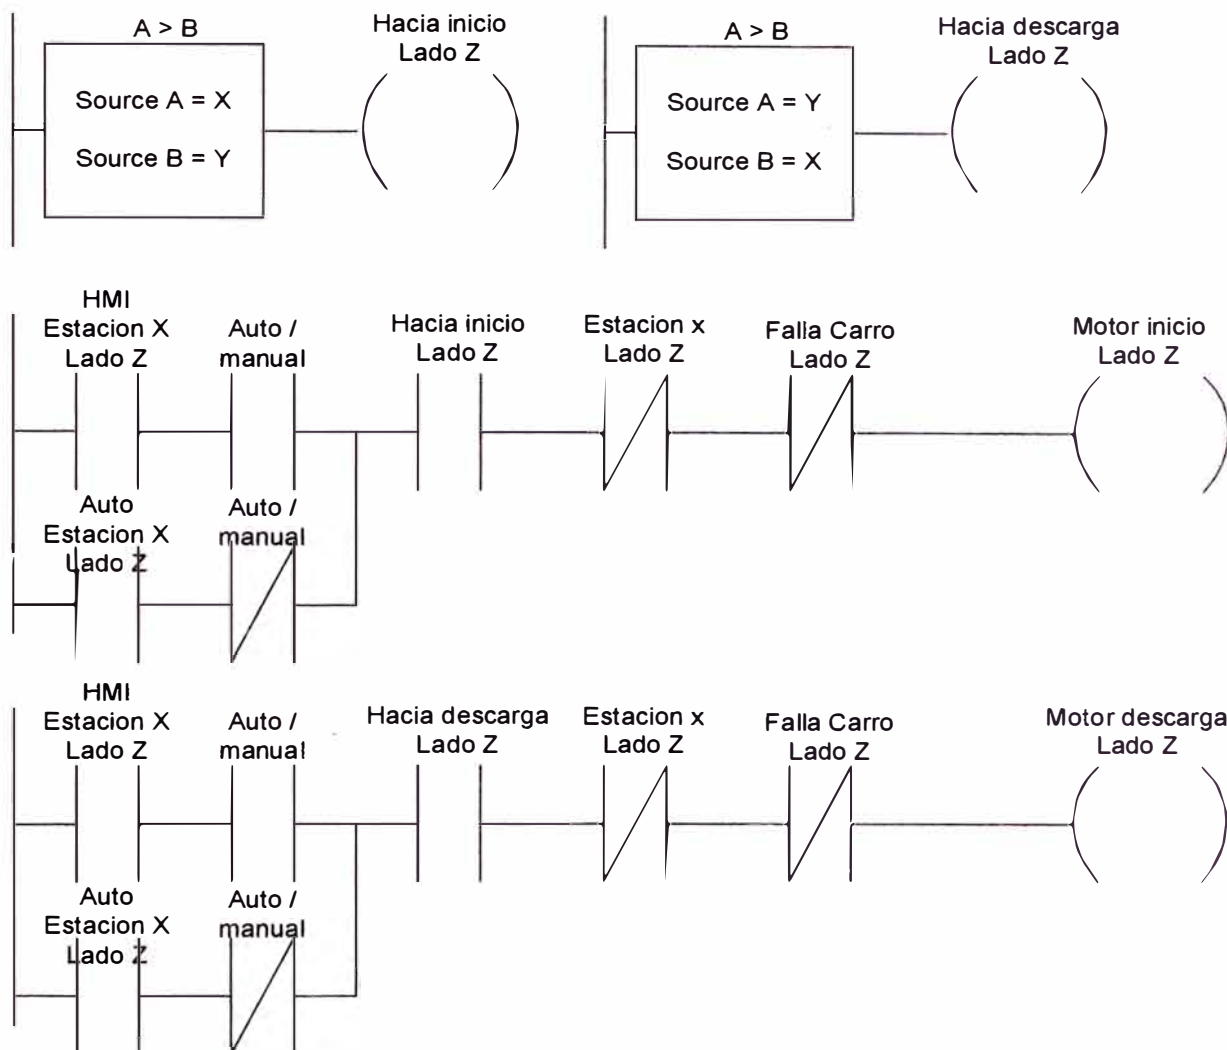 A > B
Source A = X
Source B = Y
Hacia inicio
Lado Z
A > B
Source A = Y
Source B = X
Hacia descarga
Lado Z
HMI
Estacion X
Lado Z
Auto /
manual
Hacia inicio
Lado Z
Estacion x
Lado Z
Falla Carro
Lado Z
Motor inicio
Lado Z
Auto
Estacion X
Lado Z
Auto /
manual
HMI
Estacion X
Lado Z
Auto /
manual
Hacia descarga
Lado Z
Estacion x
Lado Z
Falla Carro
Lado Z
Motor descarga
Lado Z
Auto
Estacion X
Lado Z
Auto /
manual